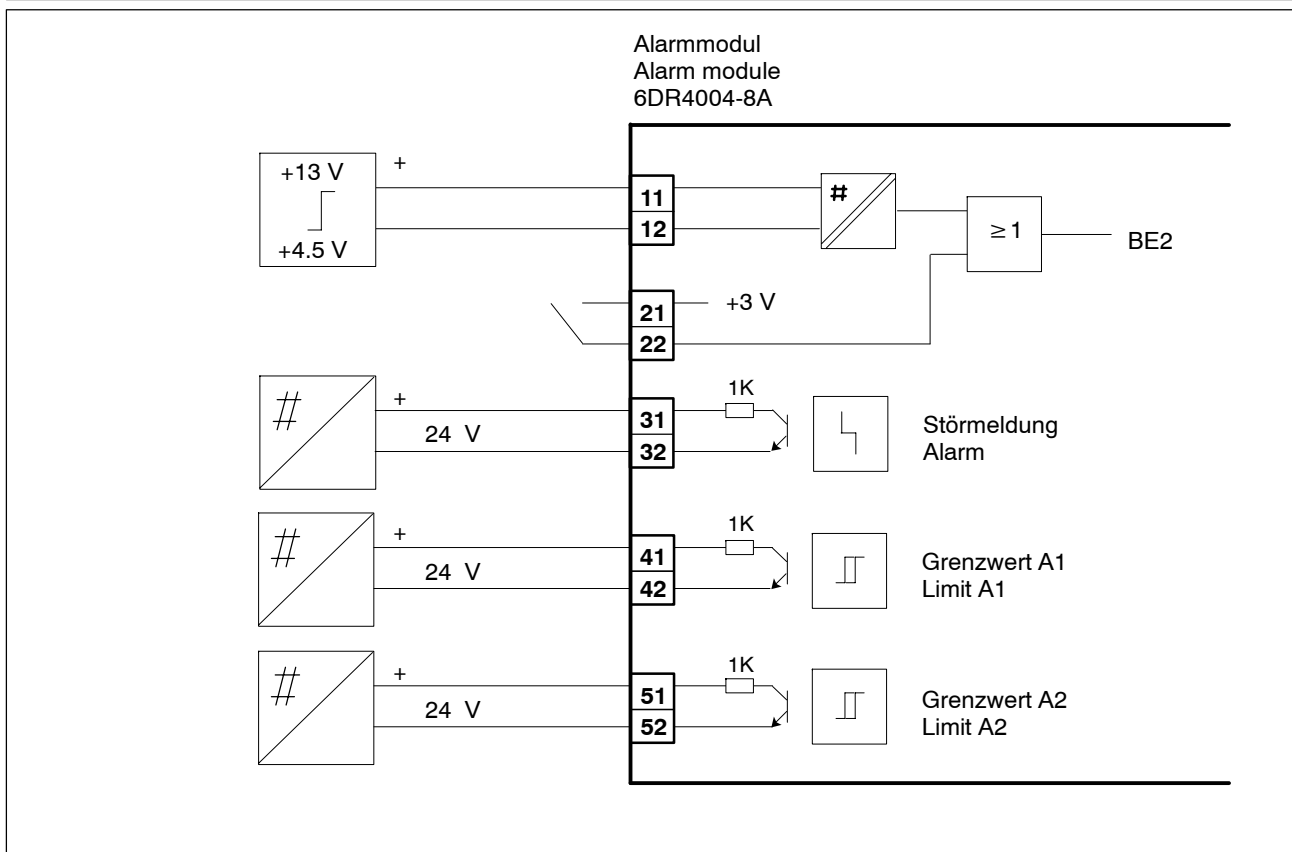 Alarmmodul
Alarm module
6DR4004-8A
+13 V
+4.5 V
+
11
12
#
≥ 1
BE2
21
22
+3 V
#
+
24 V
31
32
1K
Störmeldung
Alarm
#
+
24 V
41
42
1K
Grenzwert A1
Limit A1
#
+
24 V
51
52
1K
Grenzwert A2
Limit A2